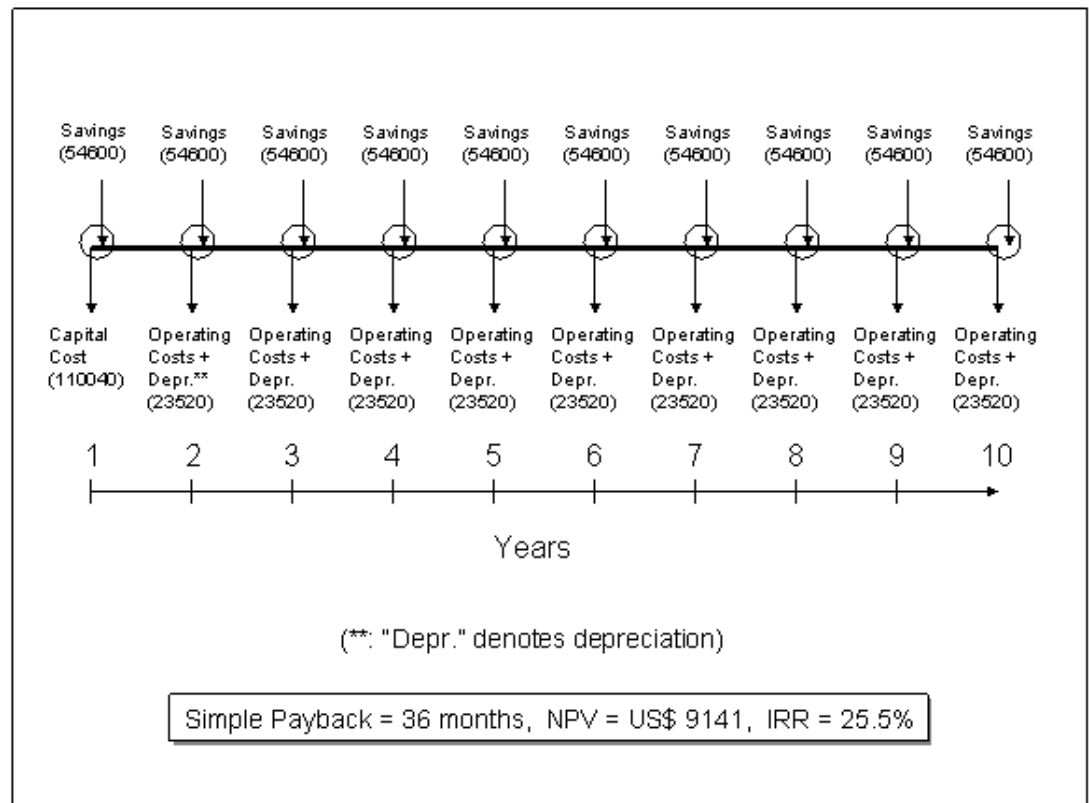 Savings Savings Savings Savings Savings Savings Savings Savings Savings Savings
(54600) (54600) (54600) (54600) (54600) (54600) (54600) (54600) (54600) (54600)
Capital Operating Operating Operating Operating Operating Operating Operating Operating Operating
Cost Costs + Costs + Costs + Costs + Costs + Costs + Costs + Costs + Costs +
(110040) Depr.** Depr. Depr. Depr. Depr. Depr. Depr. Depr. Depr.
(23520) (23520) (23520) (23520) (23520) (23520) (23520) (23520) (23520)
1 2 3 4 5 6 7 8 9 10
Years
(**: "Depr." denotes depreciation)
Simple Payback = 36 months, NPV = US$ 9141, IRR = 25.5%